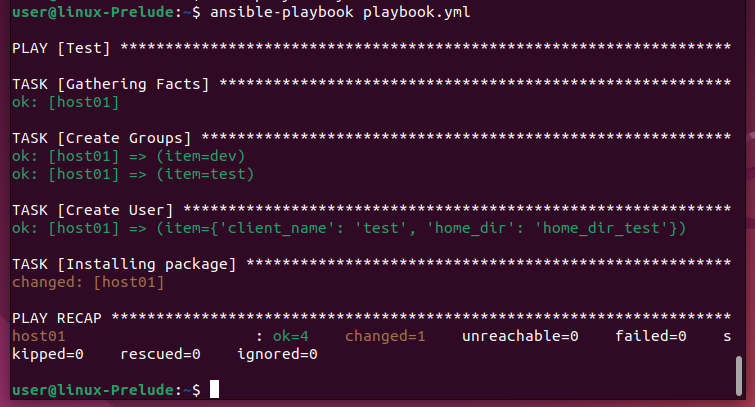 user@linux-Prelude:~$ ansible-playbook playbook.yml
PLAY [Test] ********************************************************************
TASK [Gathering Facts] *********************************************************
ok: [host01]
TASK [Create Groups] ***********************************************************
ok: [host01] => (item=dev)
ok: [host01] => (item=test)
TASK [Create User] *************************************************************
ok: [host01] => (item={'client_name': 'test', 'home_dir': 'home_dir_test'})
TASK [Installing package] ******************************************************
changed: [host01]
PLAY RECAP *********************************************************************
host01                     : ok=4    changed=1    unreachable=0    failed=0    s
kipped=0    rescued=0    ignored=0
user@linux-Prelude:~$